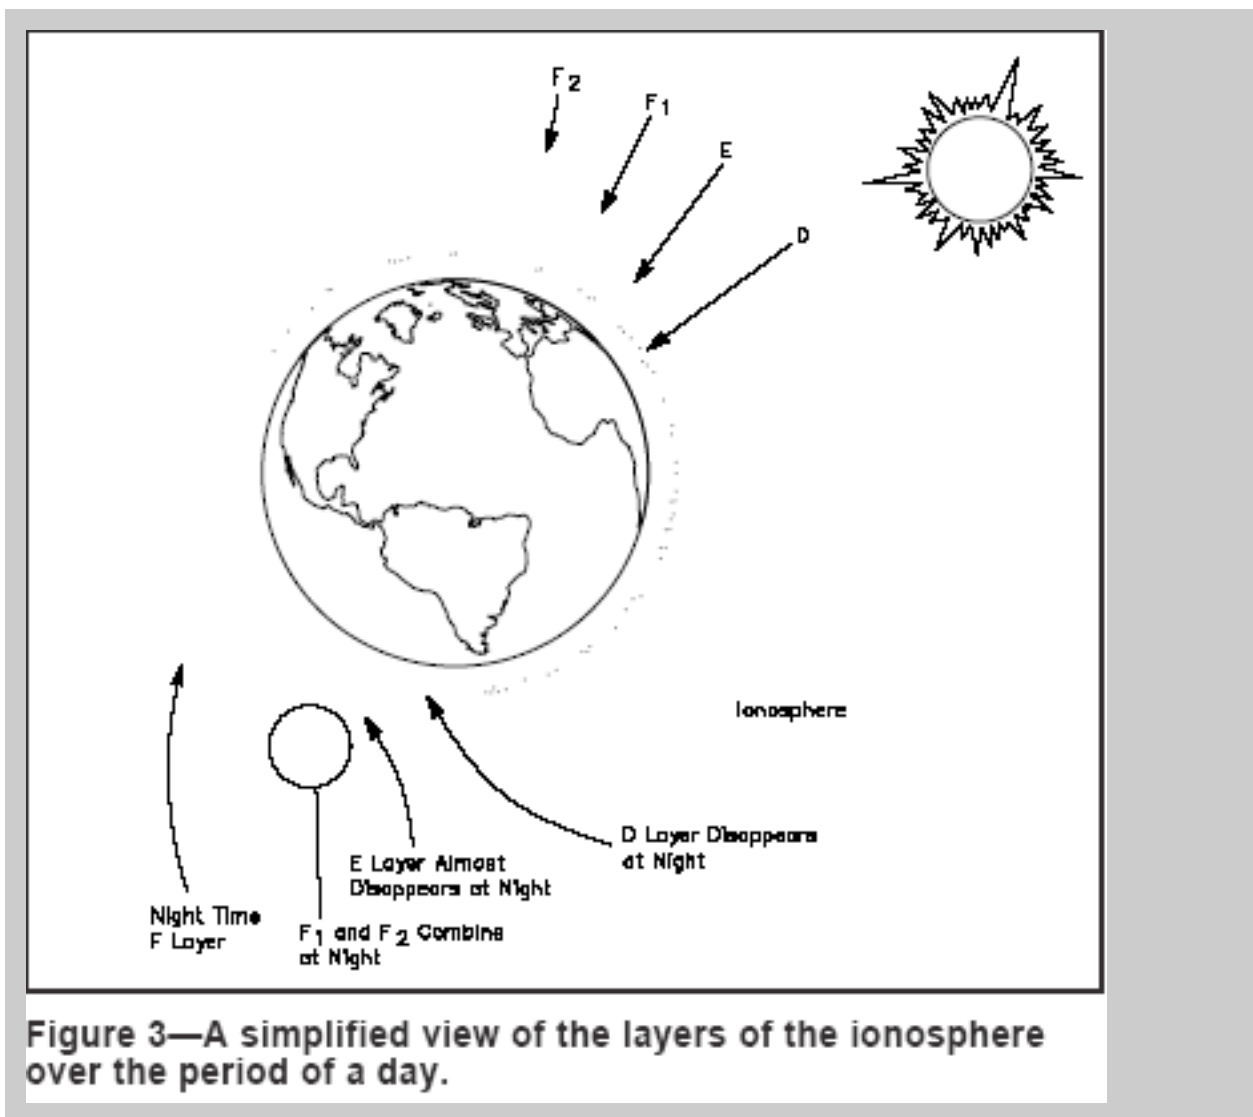 F2
F1
E
D
Ionosphere
D Layer Disappears
at Night
E Layer Almost
Disappears at Night
Night Time
F Layer
F1 and F2 Combine
at Night
Figure 3—A simplified view of the layers of the ionosphere
over the period of a day.